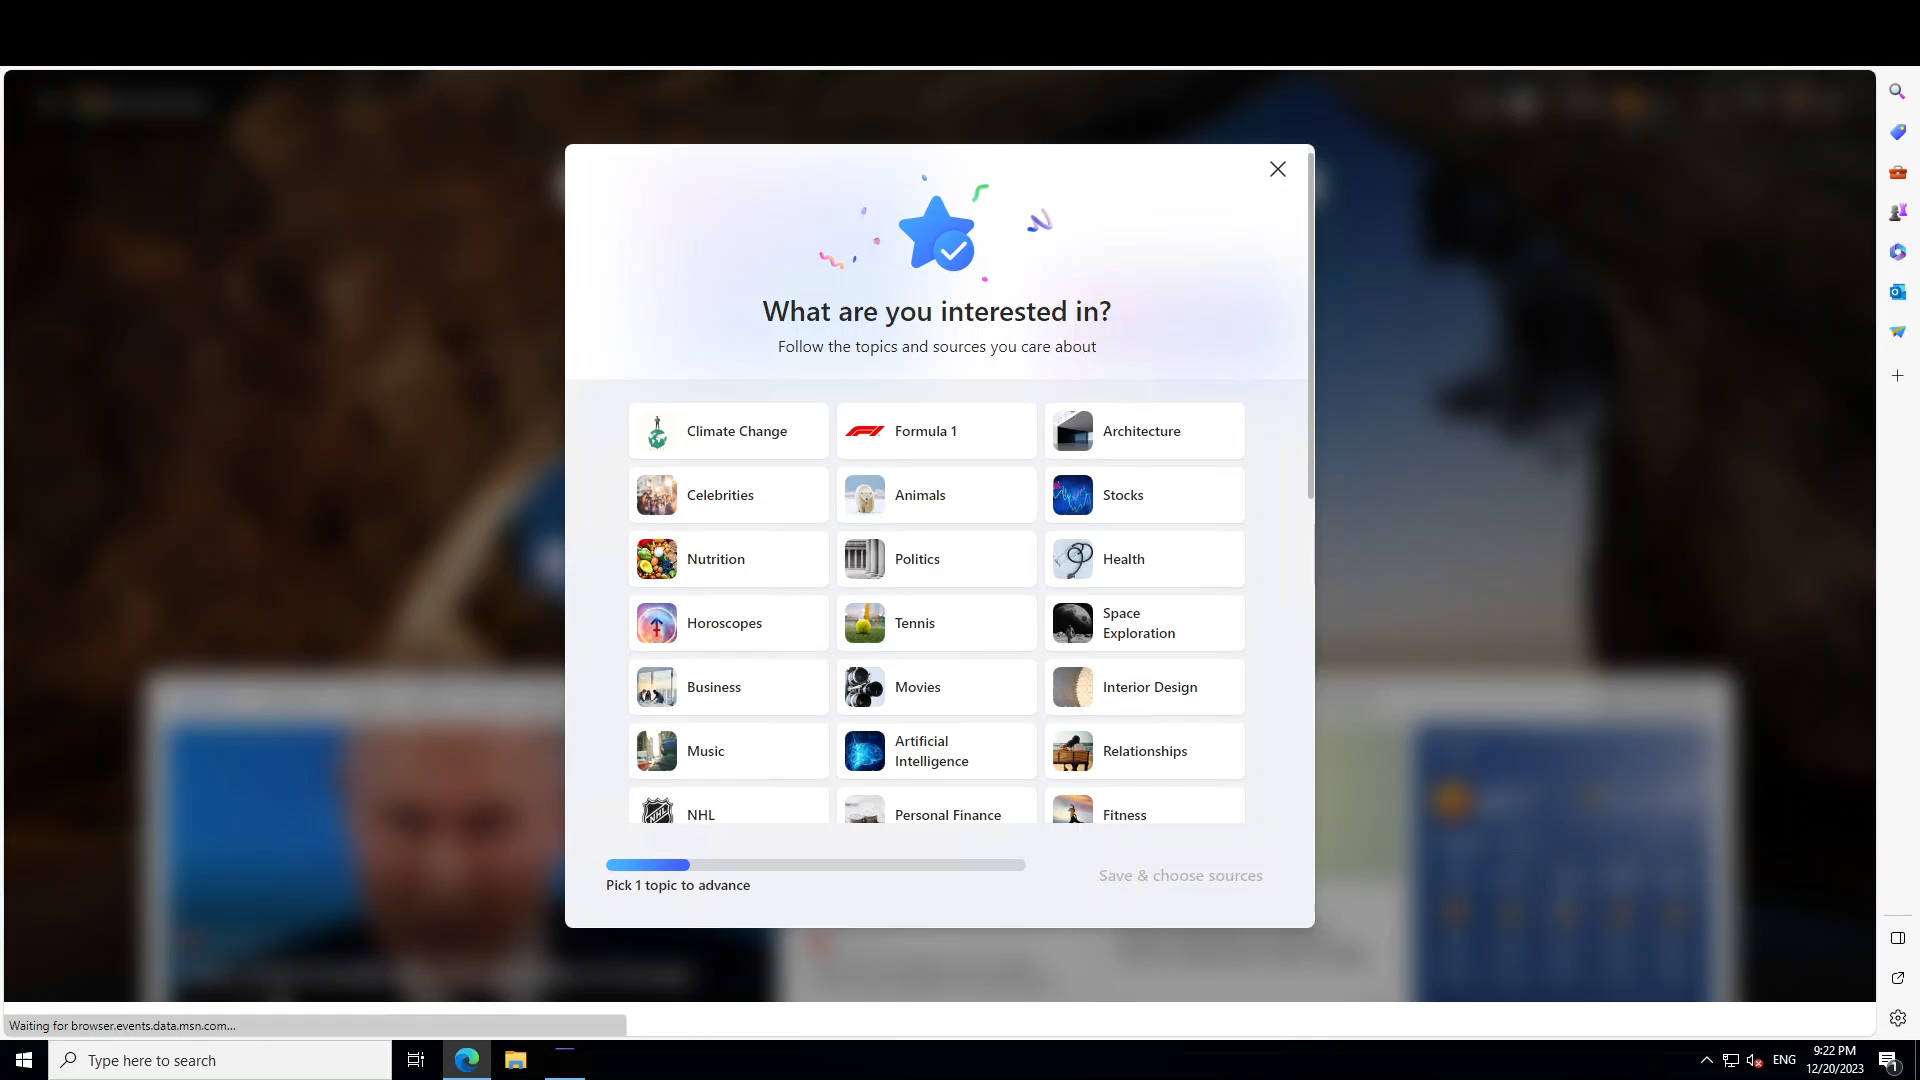 What are you interested in?
Follow the topics and sources you care about
Climate Change
Formula 1
Architecture
Celebrities
Animals
Stocks
Nutrition
Politics
Health
Horoscopes
Tennis
Space
Exploration
Business
Movies
Interior Design
Music
Artificial
Intelligence
Relationships
NHL
Personal Finance
Fitness
Pick 1 topic to advance
Save & choose sources
Waiting for browser.events.data.msn.com...
Type here to search
ENG
9:22 PM
12/20/2023
1